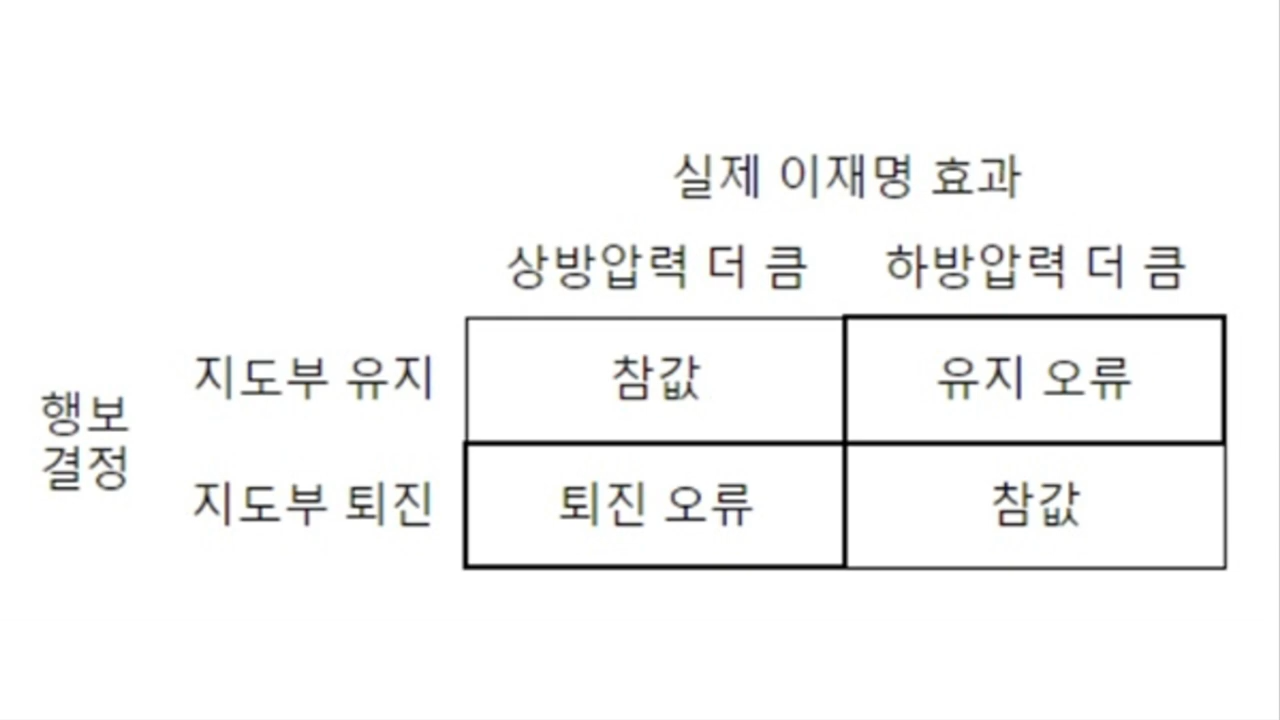 실제 이재명 효과
상방압력 더 큼 하방압력 더 큼
지도부 유지 참값 유지 오류
행보
결정
지도부 퇴진 퇴진 오류 참값